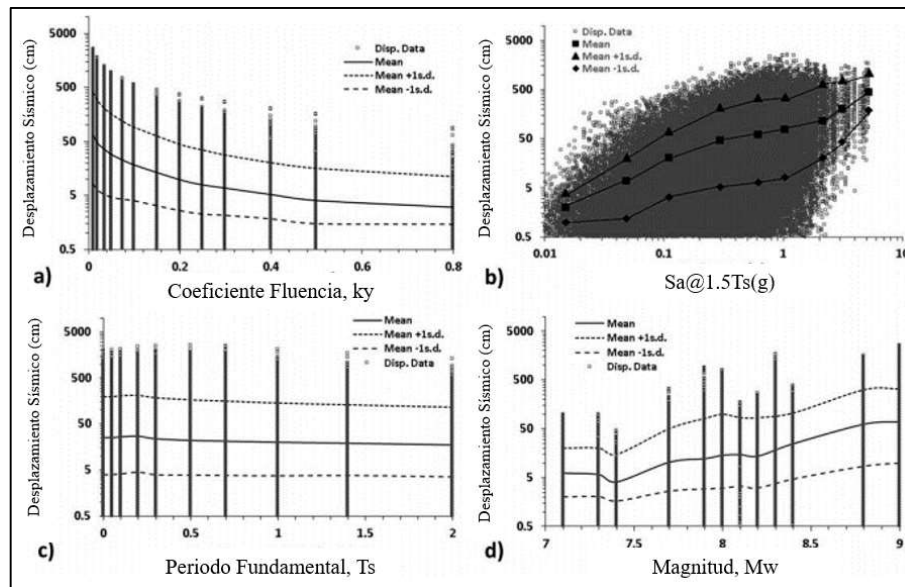 Desplazamiento Sísmico (cm)
5000
500
50
5
0.5
Disp. Data
Mean
Mean +1s.d.
Mean -1s.d.
0
0.2
0.4
0.6
0.8
a)
Coeficiente Fluencia, ky
Desplazamiento Sísmico (cm)
5000
500
50
5
0.5
Disp. Data
Mean
Mean +1s.d.
Mean -1s.d.
0.01
0.1
1
10
b)
Sa@1.5Ts(g)
Desplazamiento Sísmico (cm)
5000
500
50
5
0.5
Mean
Mean +1s.d.
Mean -1s.d.
Disp. Data
0
0.5
1
1.5
2
c)
Periodo Fundamental, Ts
Desplazamiento Sísmico (cm)
5000
500
50
5
0.5
Mean
Mean +1s.d.
Mean -1s.d.
Disp. Data
7
7.5
8
8.5
9
d)
Magnitud, Mw